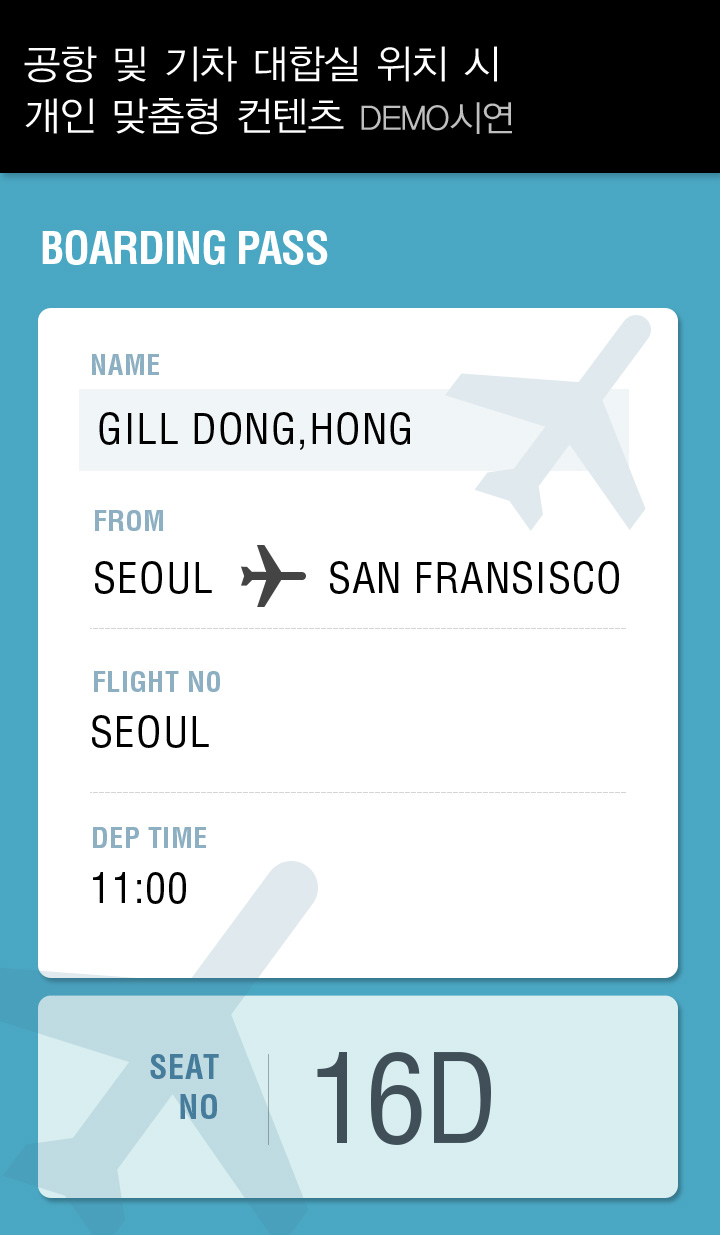 공항 및 기차 대합실 위치 시
개인 맞춤형 컨텐츠 DEMO시연
BOARDING PASS
NAME
GILL DONG,HONG
FROM
SEOUL SAN FRANSISCO
FLIGHT NO
SEOUL
DEP TIME
11:00
SEAT
NO
16D